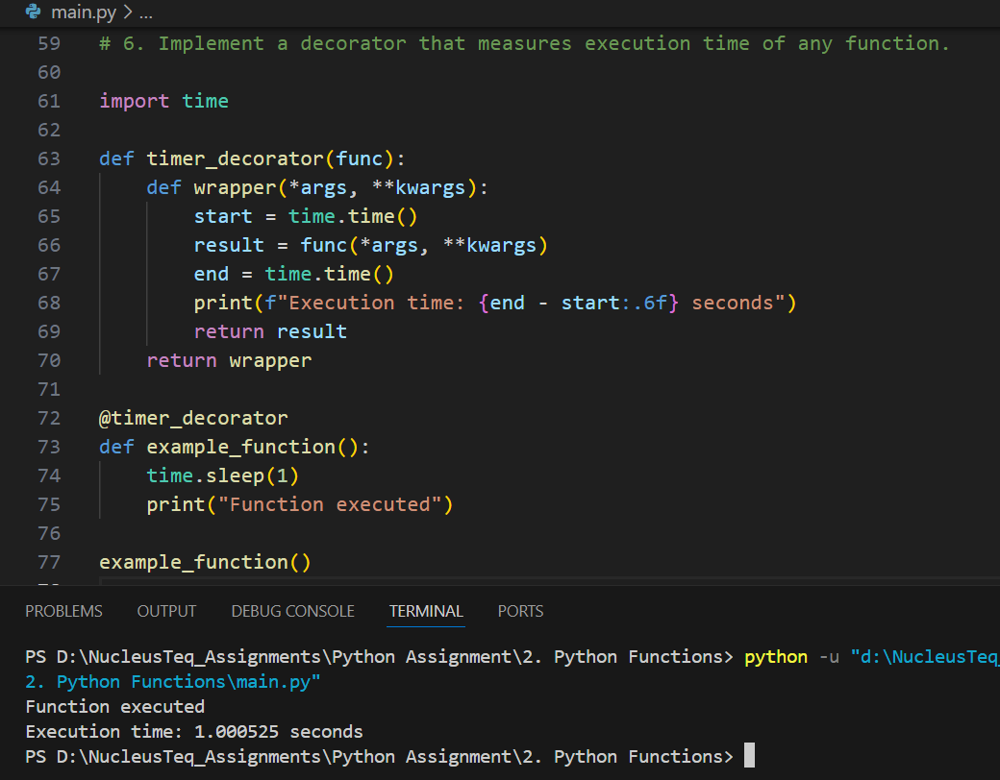 main.py > ...
59 # 6. Implement a decorator that measures execution time of any function.
60
61 import time
62
63 def timer_decorator(func):
64     def wrapper(*args, **kwargs):
65         start = time.time()
66         result = func(*args, **kwargs)
67         end = time.time()
68         print(f"Execution time: {end - start:.6f} seconds")
69         return result
70     return wrapper
71
72 @timer_decorator
73 def example_function():
74     time.sleep(1)
75     print("Function executed")
76
77 example_function()
PROBLEMS OUTPUT DEBUG CONSOLE TERMINAL PORTS
PS D:\NucleusTeq_Assignments\Python Assignment\2. Python Functions> python -u "d:\NucleusTeq_
2. Python Functions\main.py"
Function executed
Execution time: 1.000525 seconds
PS D:\NucleusTeq_Assignments\Python Assignment\2. Python Functions>